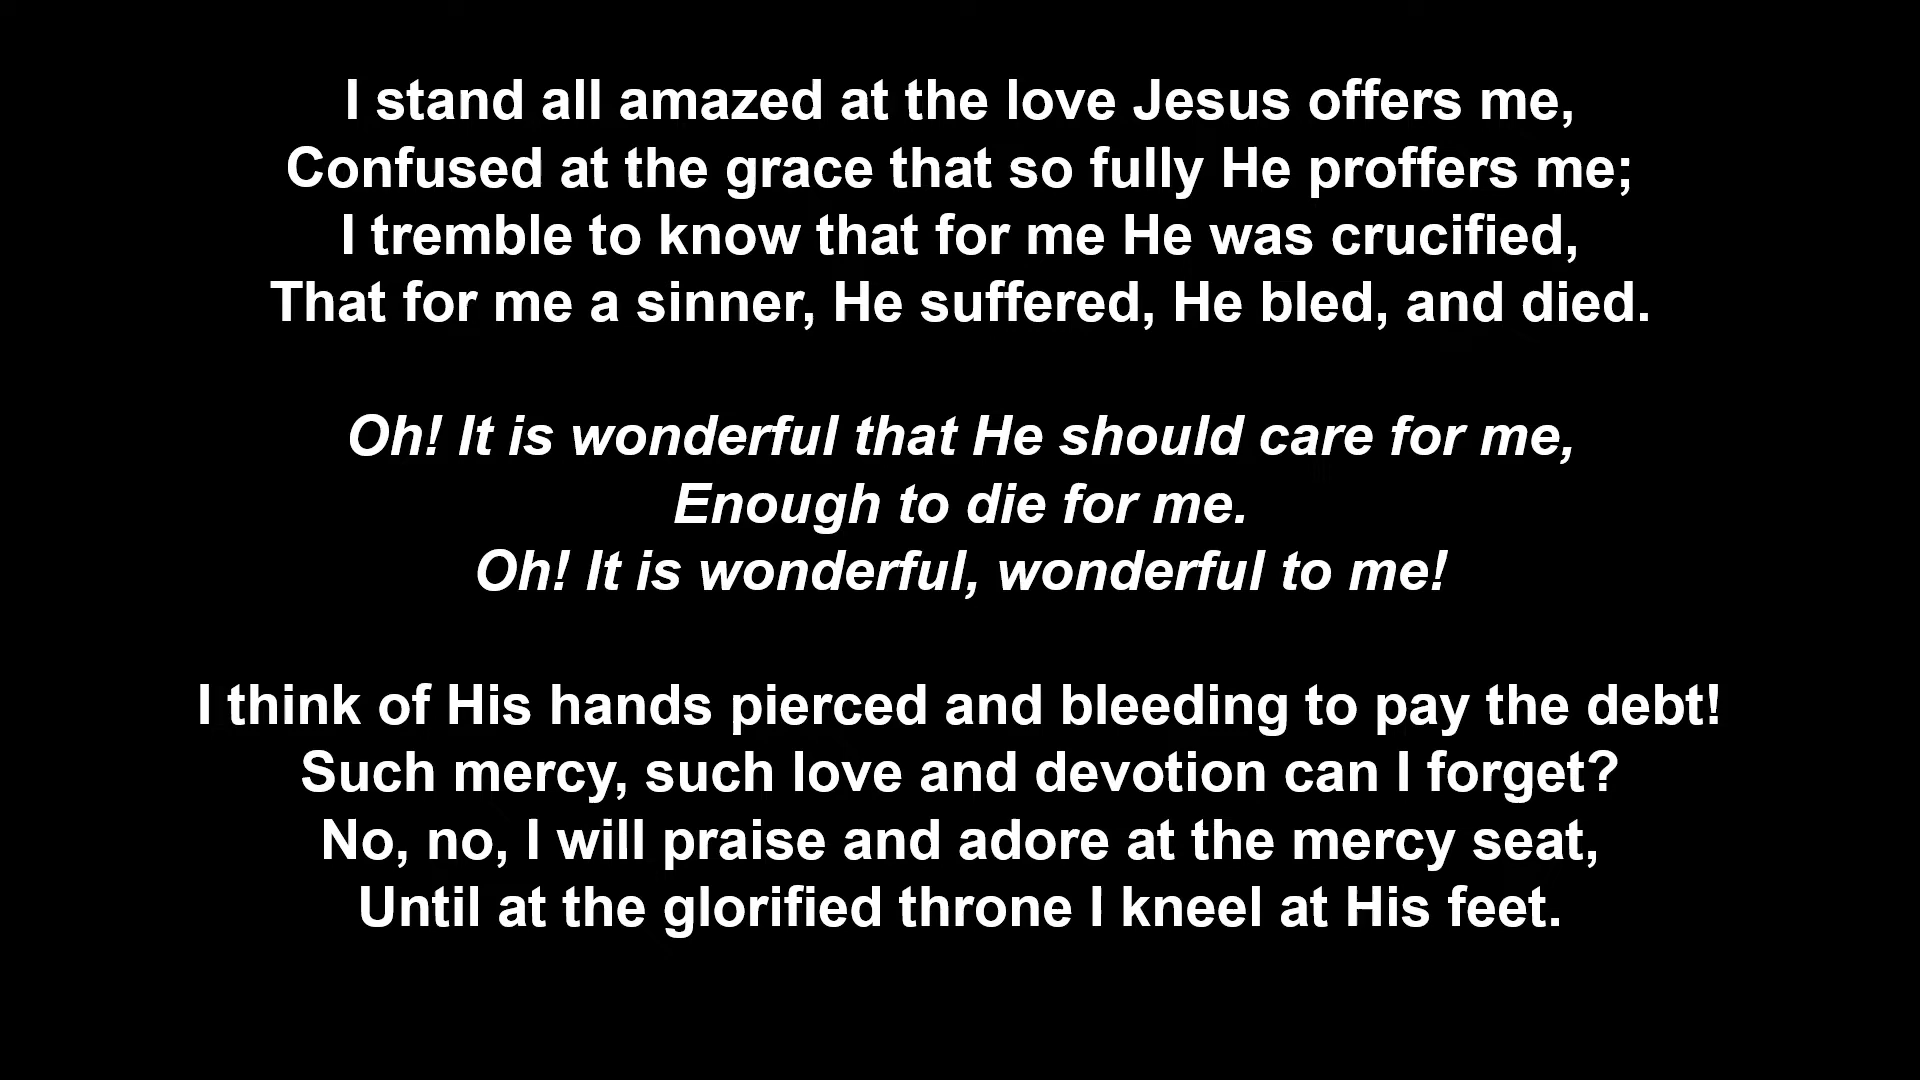 I stand all amazed at the love Jesus offers me,
Confused at the grace that so fully He proffers me;
I tremble to know that for me He was crucified,
That for me a sinner, He suffered, He bled, and died.
Oh! It is wonderful that He should care for me,
Enough to die for me.
Oh! It is wonderful, wonderful to me!
I think of His hands pierced and bleeding to pay the debt!
Such mercy, such love and devotion can I forget?
No, no, I will praise and adore at the mercy seat,
Until at the glorified throne I kneel at His feet.